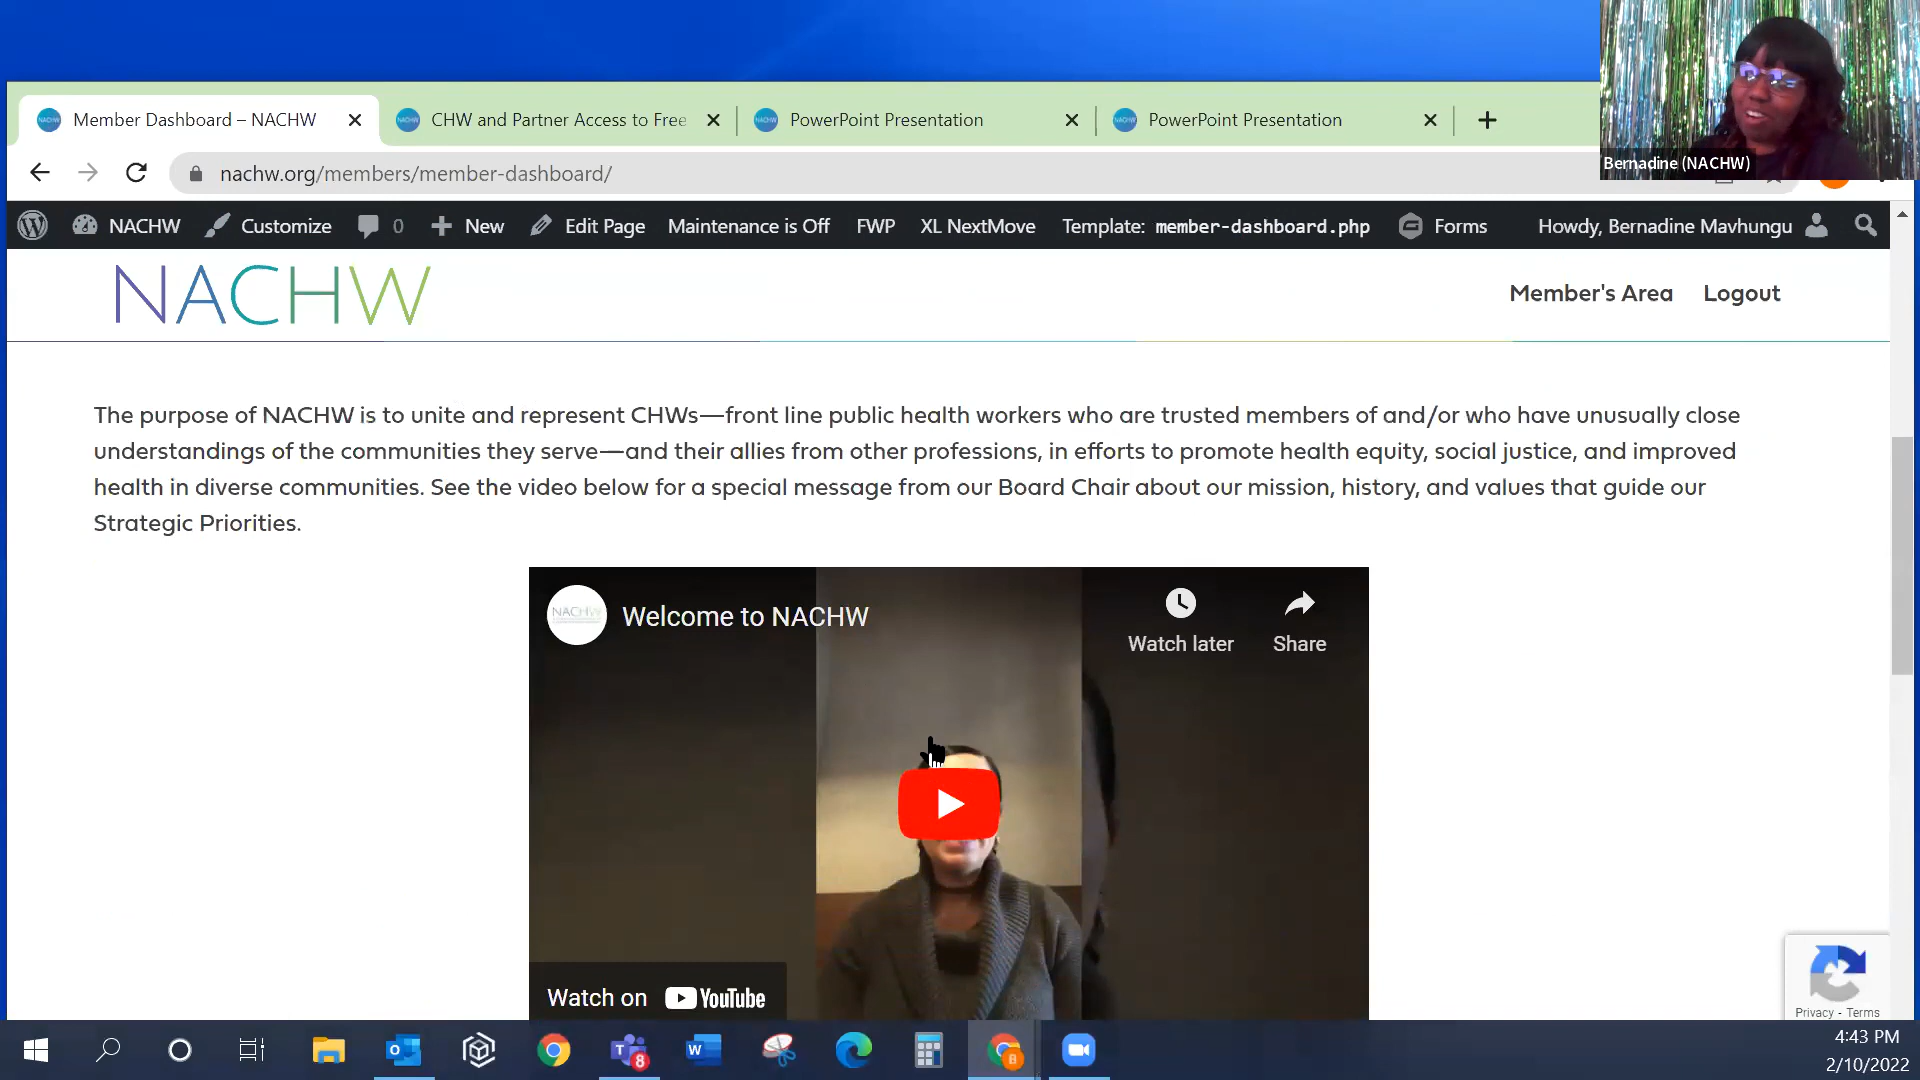 Member Dashboard – NACHW
CHW and Partner Access to Free
PowerPoint Presentation
PowerPoint Presentation
Bernadine (NACHW)
nachw.org/members/member-dashboard/
NACHW
Customize
0
New
Edit Page
Maintenance is Off
FWP
XL NextMove
Template: member-dashboard.php
Forms
Howdy, Bernadine Mavhungu
NACHW
Member's Area
Logout
The purpose of NACHW is to unite and represent CHWs—front line public health workers who are trusted members of and/or who have unusually close
understandings of the communities they serve—and their allies from other professions, in efforts to promote health equity, social justice, and improved
health in diverse communities. See the video below for a special message from our Board Chair about our mission, history, and values that guide our
Strategic Priorities.
NACHW
Welcome to NACHW
Watch later
Share
Watch on YouTube
Privacy - Terms
8
B
4:43 PM
2/10/2022